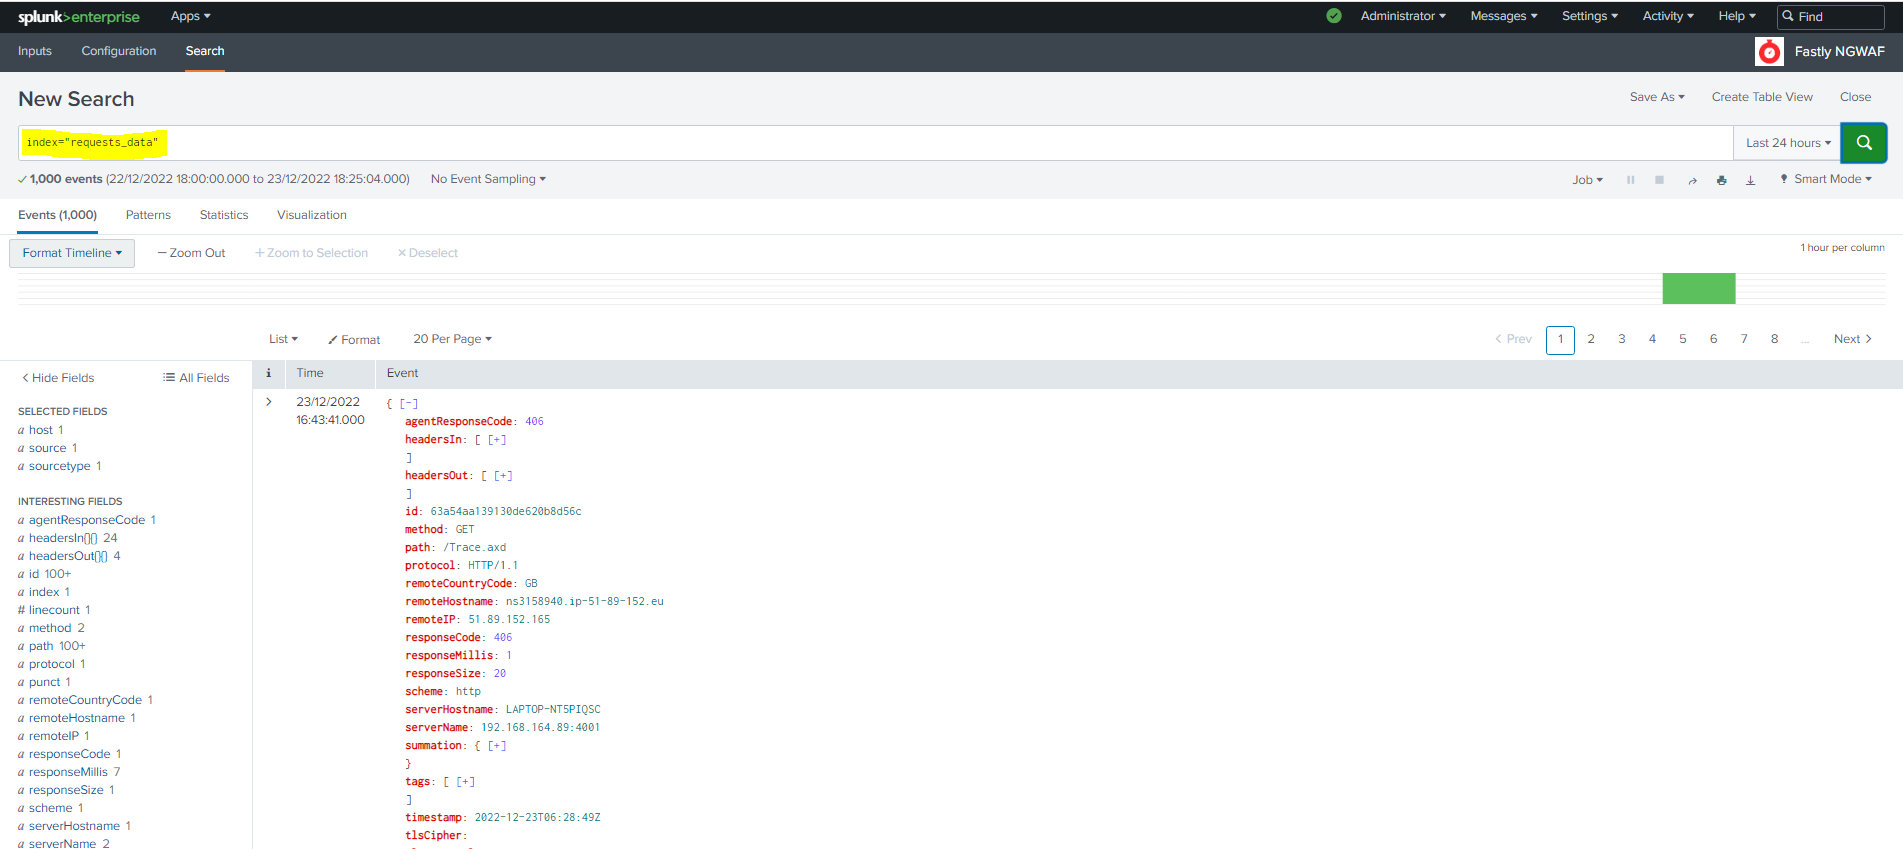 splunk>enterprise Apps ▾ Administrator ▾ Messages ▾ Settings ▾ Activity ▾ Help ▾ Find
Inputs Configuration Search Fastly NGWAF
New Search Save As ▾ Create Table View Close
index="requests_data" Last 24 hours ▾
✓ 1,000 events (22/12/2022 18:00:00.000 to 23/12/2022 18:25:04.000) No Event Sampling ▾ Job ▾ Smart Mode ▾
Events (1,000) Patterns Statistics Visualization
Format Timeline ▾ — Zoom Out + Zoom to Selection × Deselect 1 hour per column
List ▾ Format 20 Per Page ▾ < Prev 1 2 3 4 5 6 7 8 ... Next >
< Hide Fields All Fields
SELECTED FIELDS
a host 1
a source 1
a sourcetype 1
INTERESTING FIELDS
a agentResponseCode 1
a headersIn{}{} 24
a headersOut{}{} 4
a id 100+
a index 1
# linecount 1
a method 2
a path 100+
a protocol 1
a punct 1
a remoteCountryCode 1
a remoteHostname 1
a remoteIP 1
a responseCode 1
a responseMillis 7
a responseSize 1
a scheme 1
a serverHostname 1
a serverName 2
i Time Event
> 23/12/2022
16:43:41.000
{ [-]
agentResponseCode: 406
headersIn: [ [+]
]
headersOut: [ [+]
]
id: 63a54aa139130de620b8d56c
method: GET
path: /Trace.axd
protocol: HTTP/1.1
remoteCountryCode: GB
remoteHostname: ns3158940.ip-51-89-152.eu
remoteIP: 51.89.152.165
responseCode: 406
responseMillis: 1
responseSize: 20
scheme: http
serverHostname: LAPTOP-NT5PIQSC
serverName: 192.168.164.89:4001
summation: { [+]
}
tags: [ [+]
]
timestamp: 2022-12-23T06:28:49Z
tlsCipher: